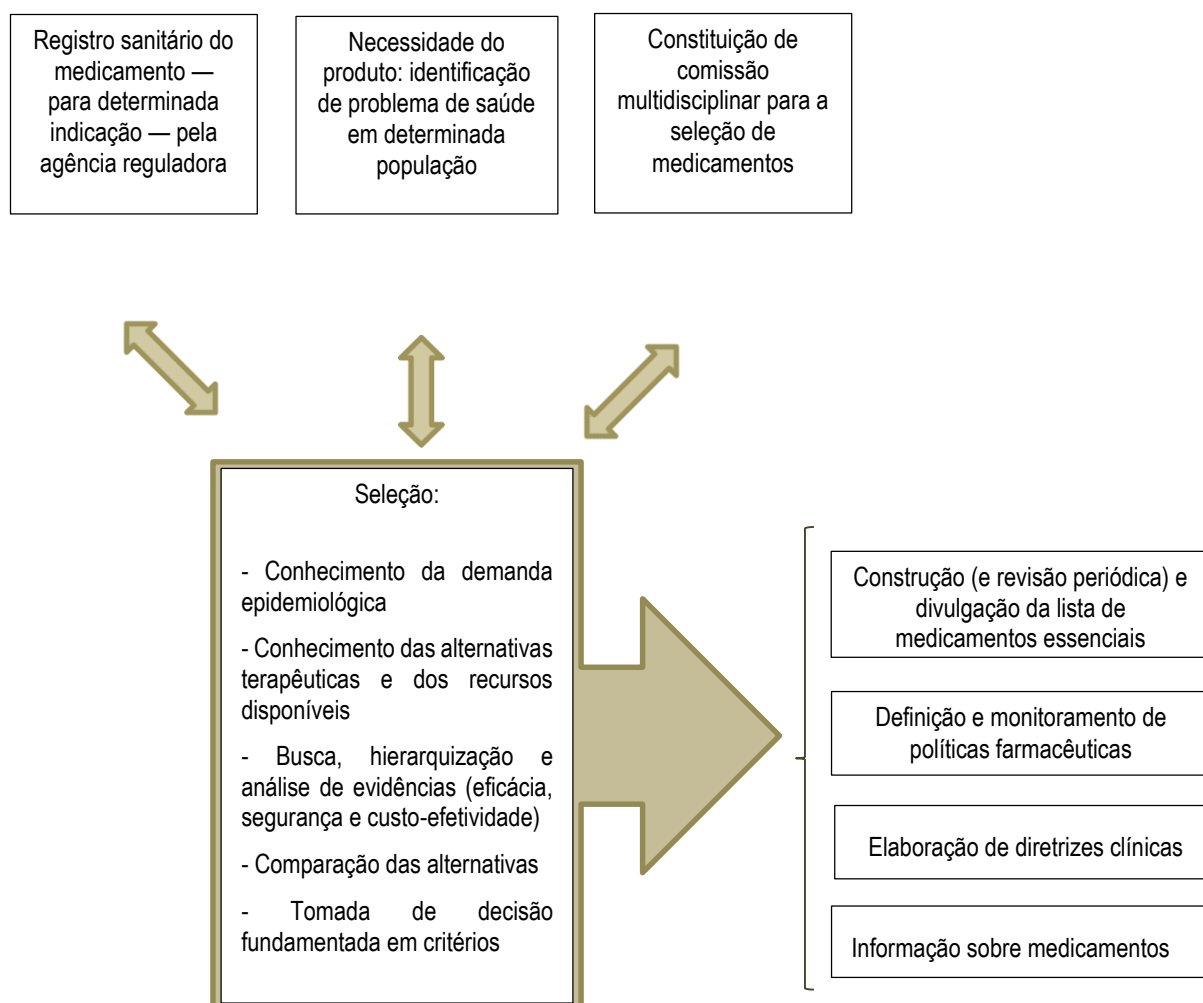 Registro sanitário do
medicamento —
para determinada
indicação — pela
agência reguladora
Necessidade do
produto: identificação
de problema de saúde
em determinada
população
Constituição de
comissão
multidisciplinar para a
seleção de
medicamentos
Seleção:
- Conhecimento da demanda
epidemiológica
- Conhecimento das alternativas
terapêuticas e dos recursos
disponíveis
- Busca, hierarquização e
análise de evidências (eficácia,
segurança e custo-efetividade)
- Comparação das alternativas
- Tomada de decisão
fundamentada em critérios
Construção (e revisão periódica) e
divulgação da lista de
medicamentos essenciais
Definição e monitoramento de
políticas farmacêuticas
Elaboração de diretrizes clínicas
Informação sobre medicamentos